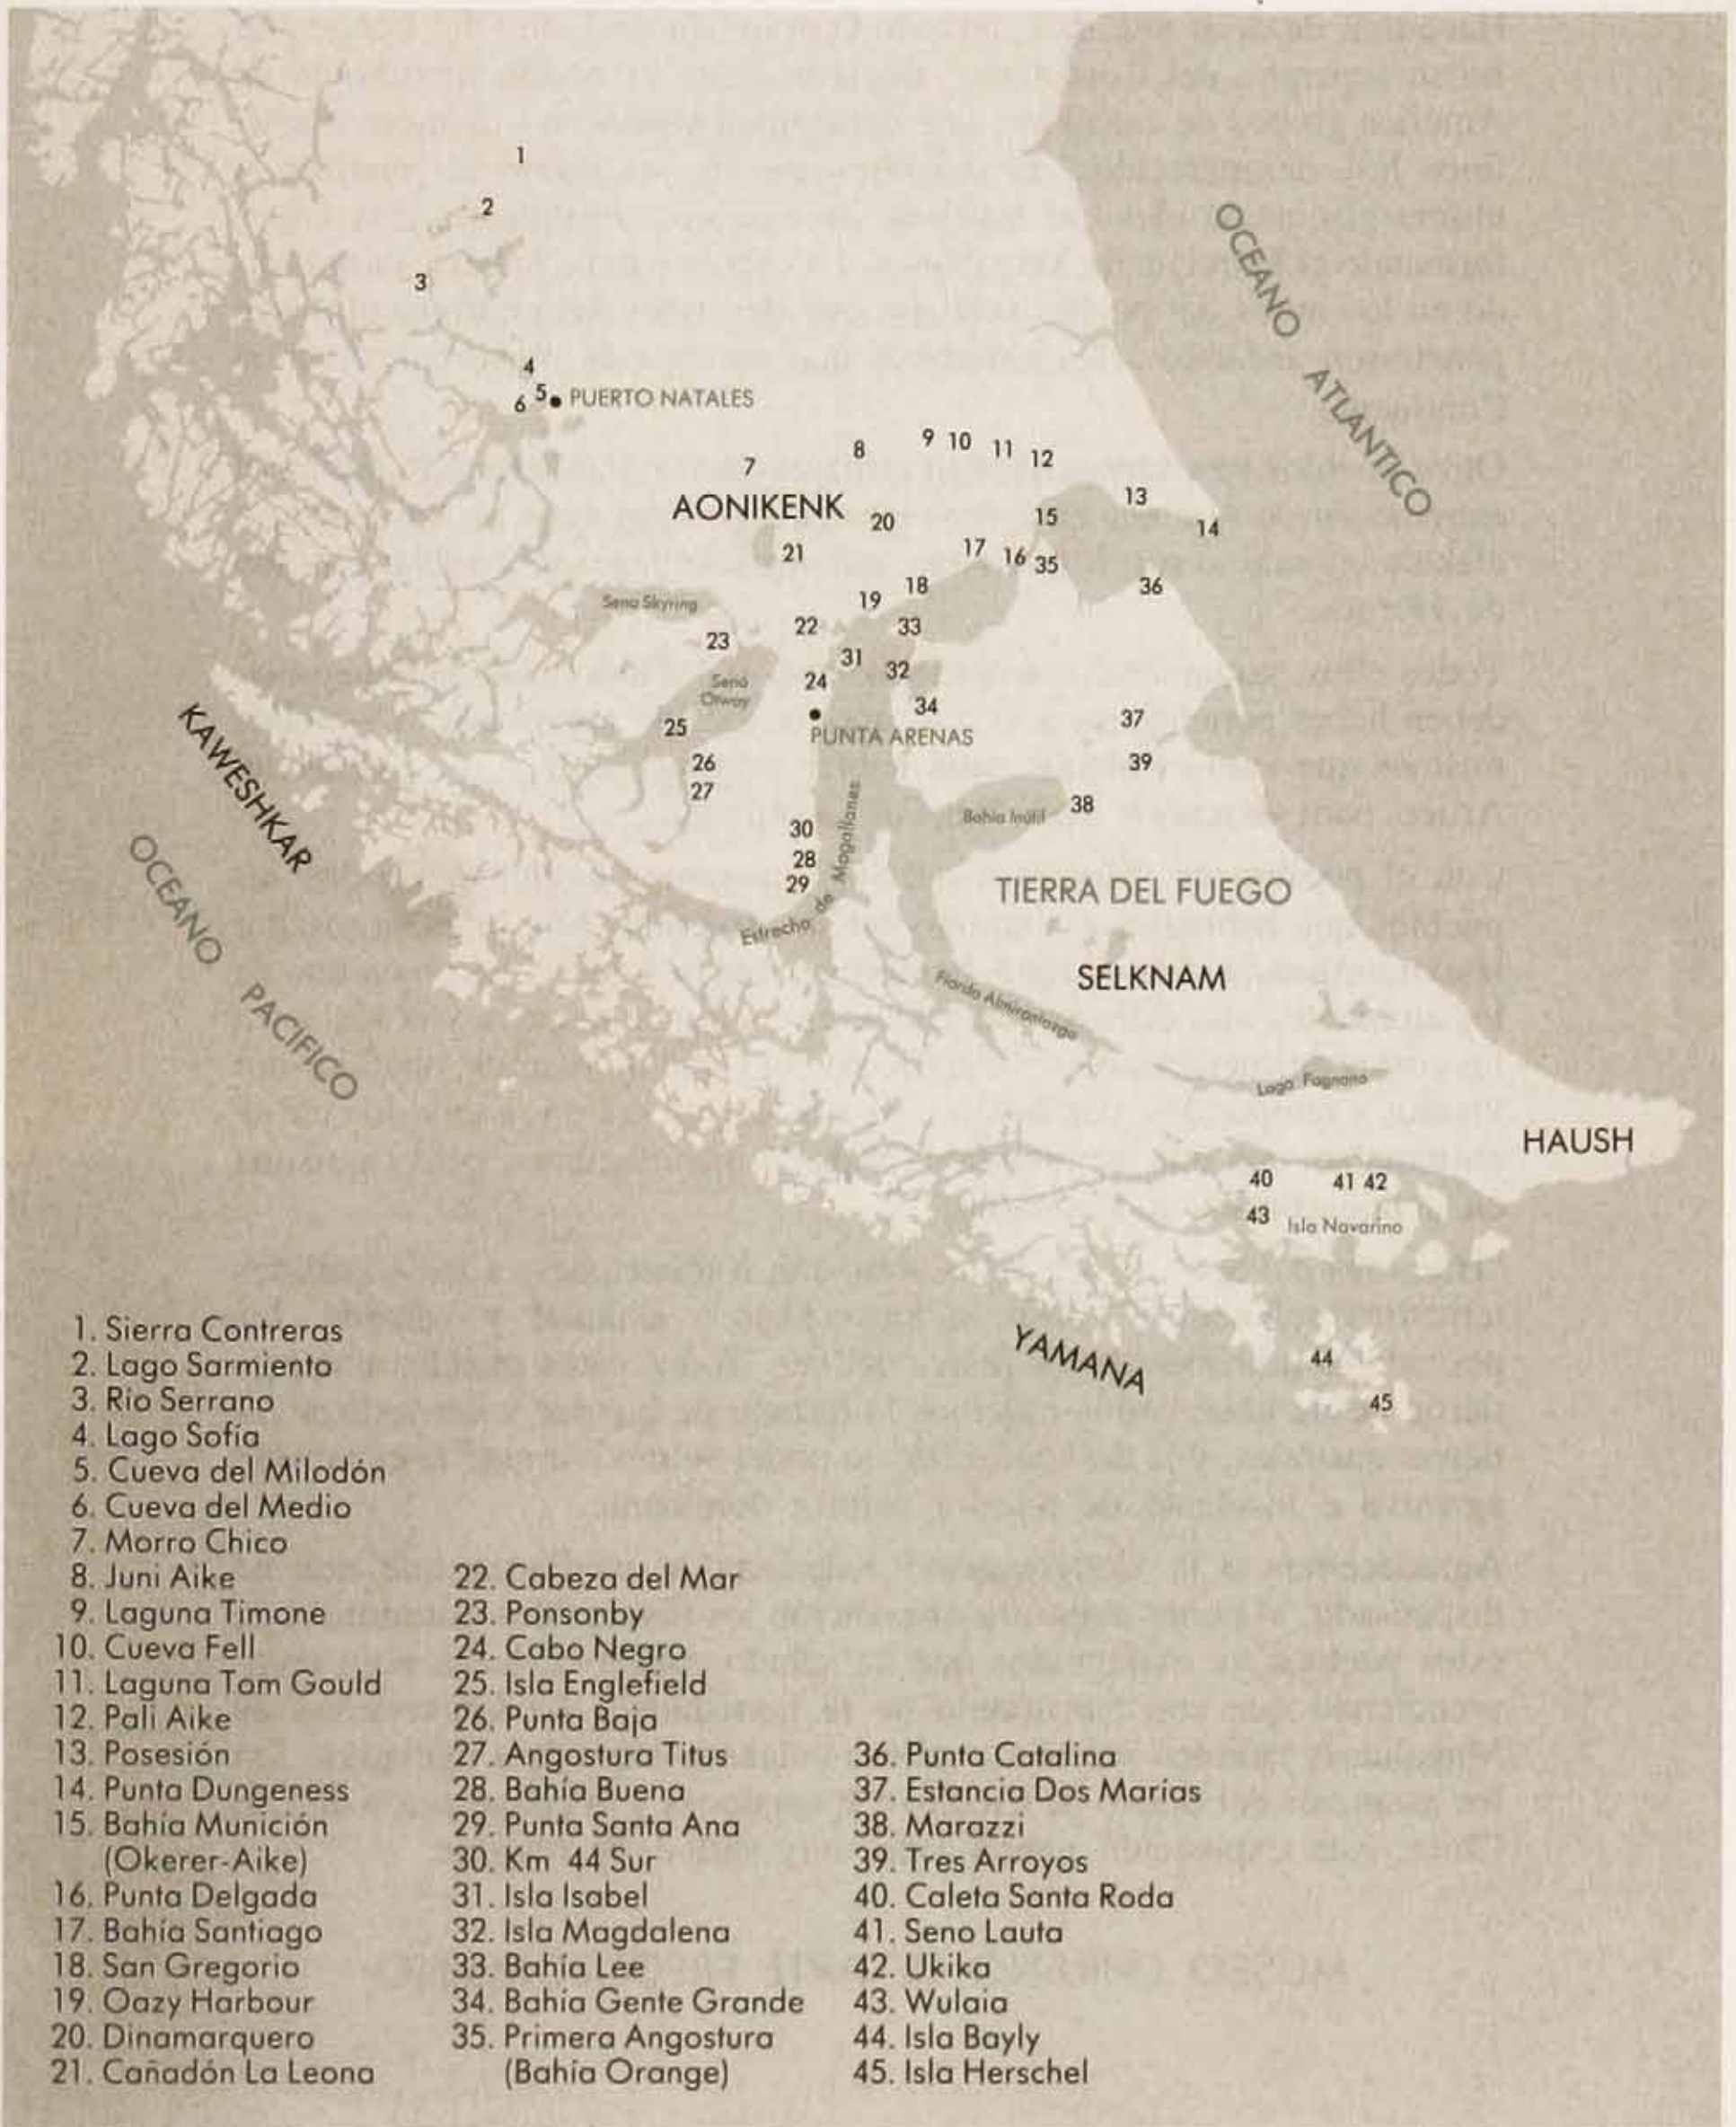 1
2
3
4
5
6
PUERTO NATALES
OCEANO ATLANTICO
7
8
9
10
11
12
13
14
AONIKENK
20
15
21
17
16
35
36
18
19
Seno Skyring
22
33
23
31
32
24
Seno
Otway
34
25
PUNTA ARENAS
37
26
39
27
KAWESHKAR
OCEANO PACIFICO
Bahía Inútil
38
30
28
29
Estrecho de Magallanes
TIERRA DEL FUEGO
SELKNAM
Fiordo Almirantazgo
Lago Fagnano
HAUSH
40
41
42
43
Isla Navarino
YAMANA
44
45
1. Sierra Contreras
2. Lago Sarmiento
3. Río Serrano
4. Lago Sofía
5. Cueva del Milodón
6. Cueva del Medio
7. Morro Chico
8. Juni Aike
9. Laguna Timone
10. Cueva Fell
11. Laguna Tom Gould
12. Pali Aike
13. Posesión
14. Punta Dungeness
15. Bahía Munición
(Okerer-Aike)
16. Punta Delgada
17. Bahía Santiago
18. San Gregorio
19. Oazy Harbour
20. Dinamarquero
21. Cañadón La Leona
22. Cabeza del Mar
23. Ponsonby
24. Cabo Negro
25. Isla Englefield
26. Punta Baja
27. Angostura Titus
28. Bahía Buena
29. Punta Santa Ana
30. Km 44 Sur
31. Isla Isabel
32. Isla Magdalena
33. Bahía Lee
34. Bahía Gente Grande
35. Primera Angostura
(Bahía Orange)
36. Punta Catalina
37. Estancia Dos Marías
38. Marazzi
39. Tres Arroyos
40. Caleta Santa Roda
41. Seno Lauta
42. Ukika
43. Wulaia
44. Isla Bayly
45. Isla Herschel